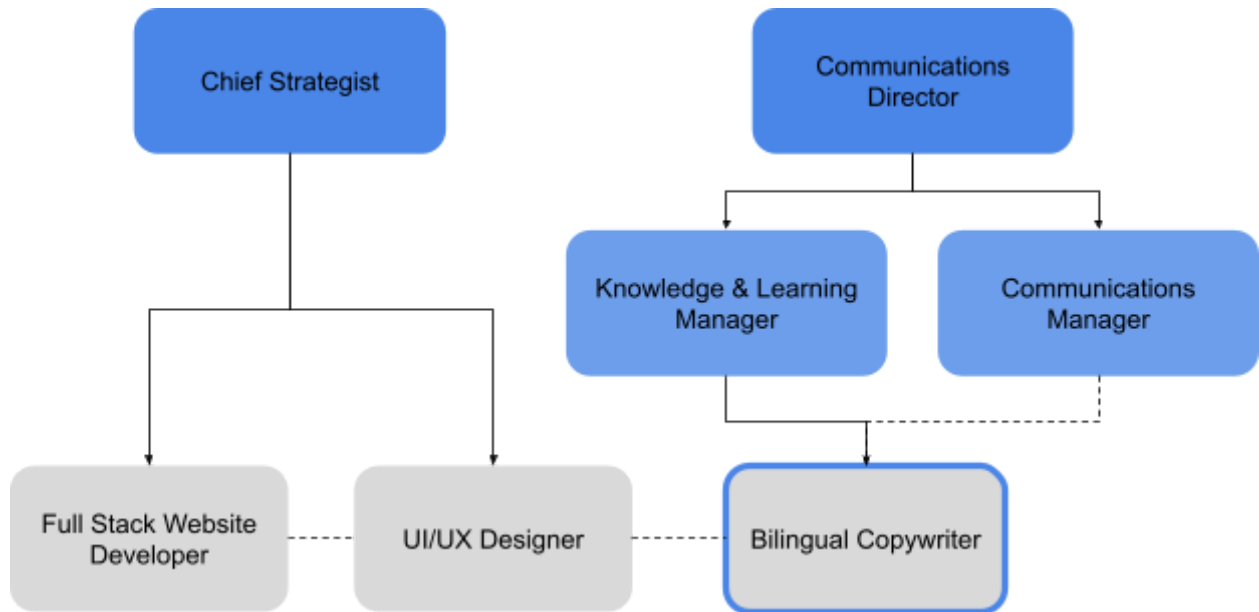 Chief Strategist
Communications
Director
Knowledge & Learning
Manager
Communications
Manager
Full Stack Website
Developer
UI/UX Designer
Bilingual Copywriter